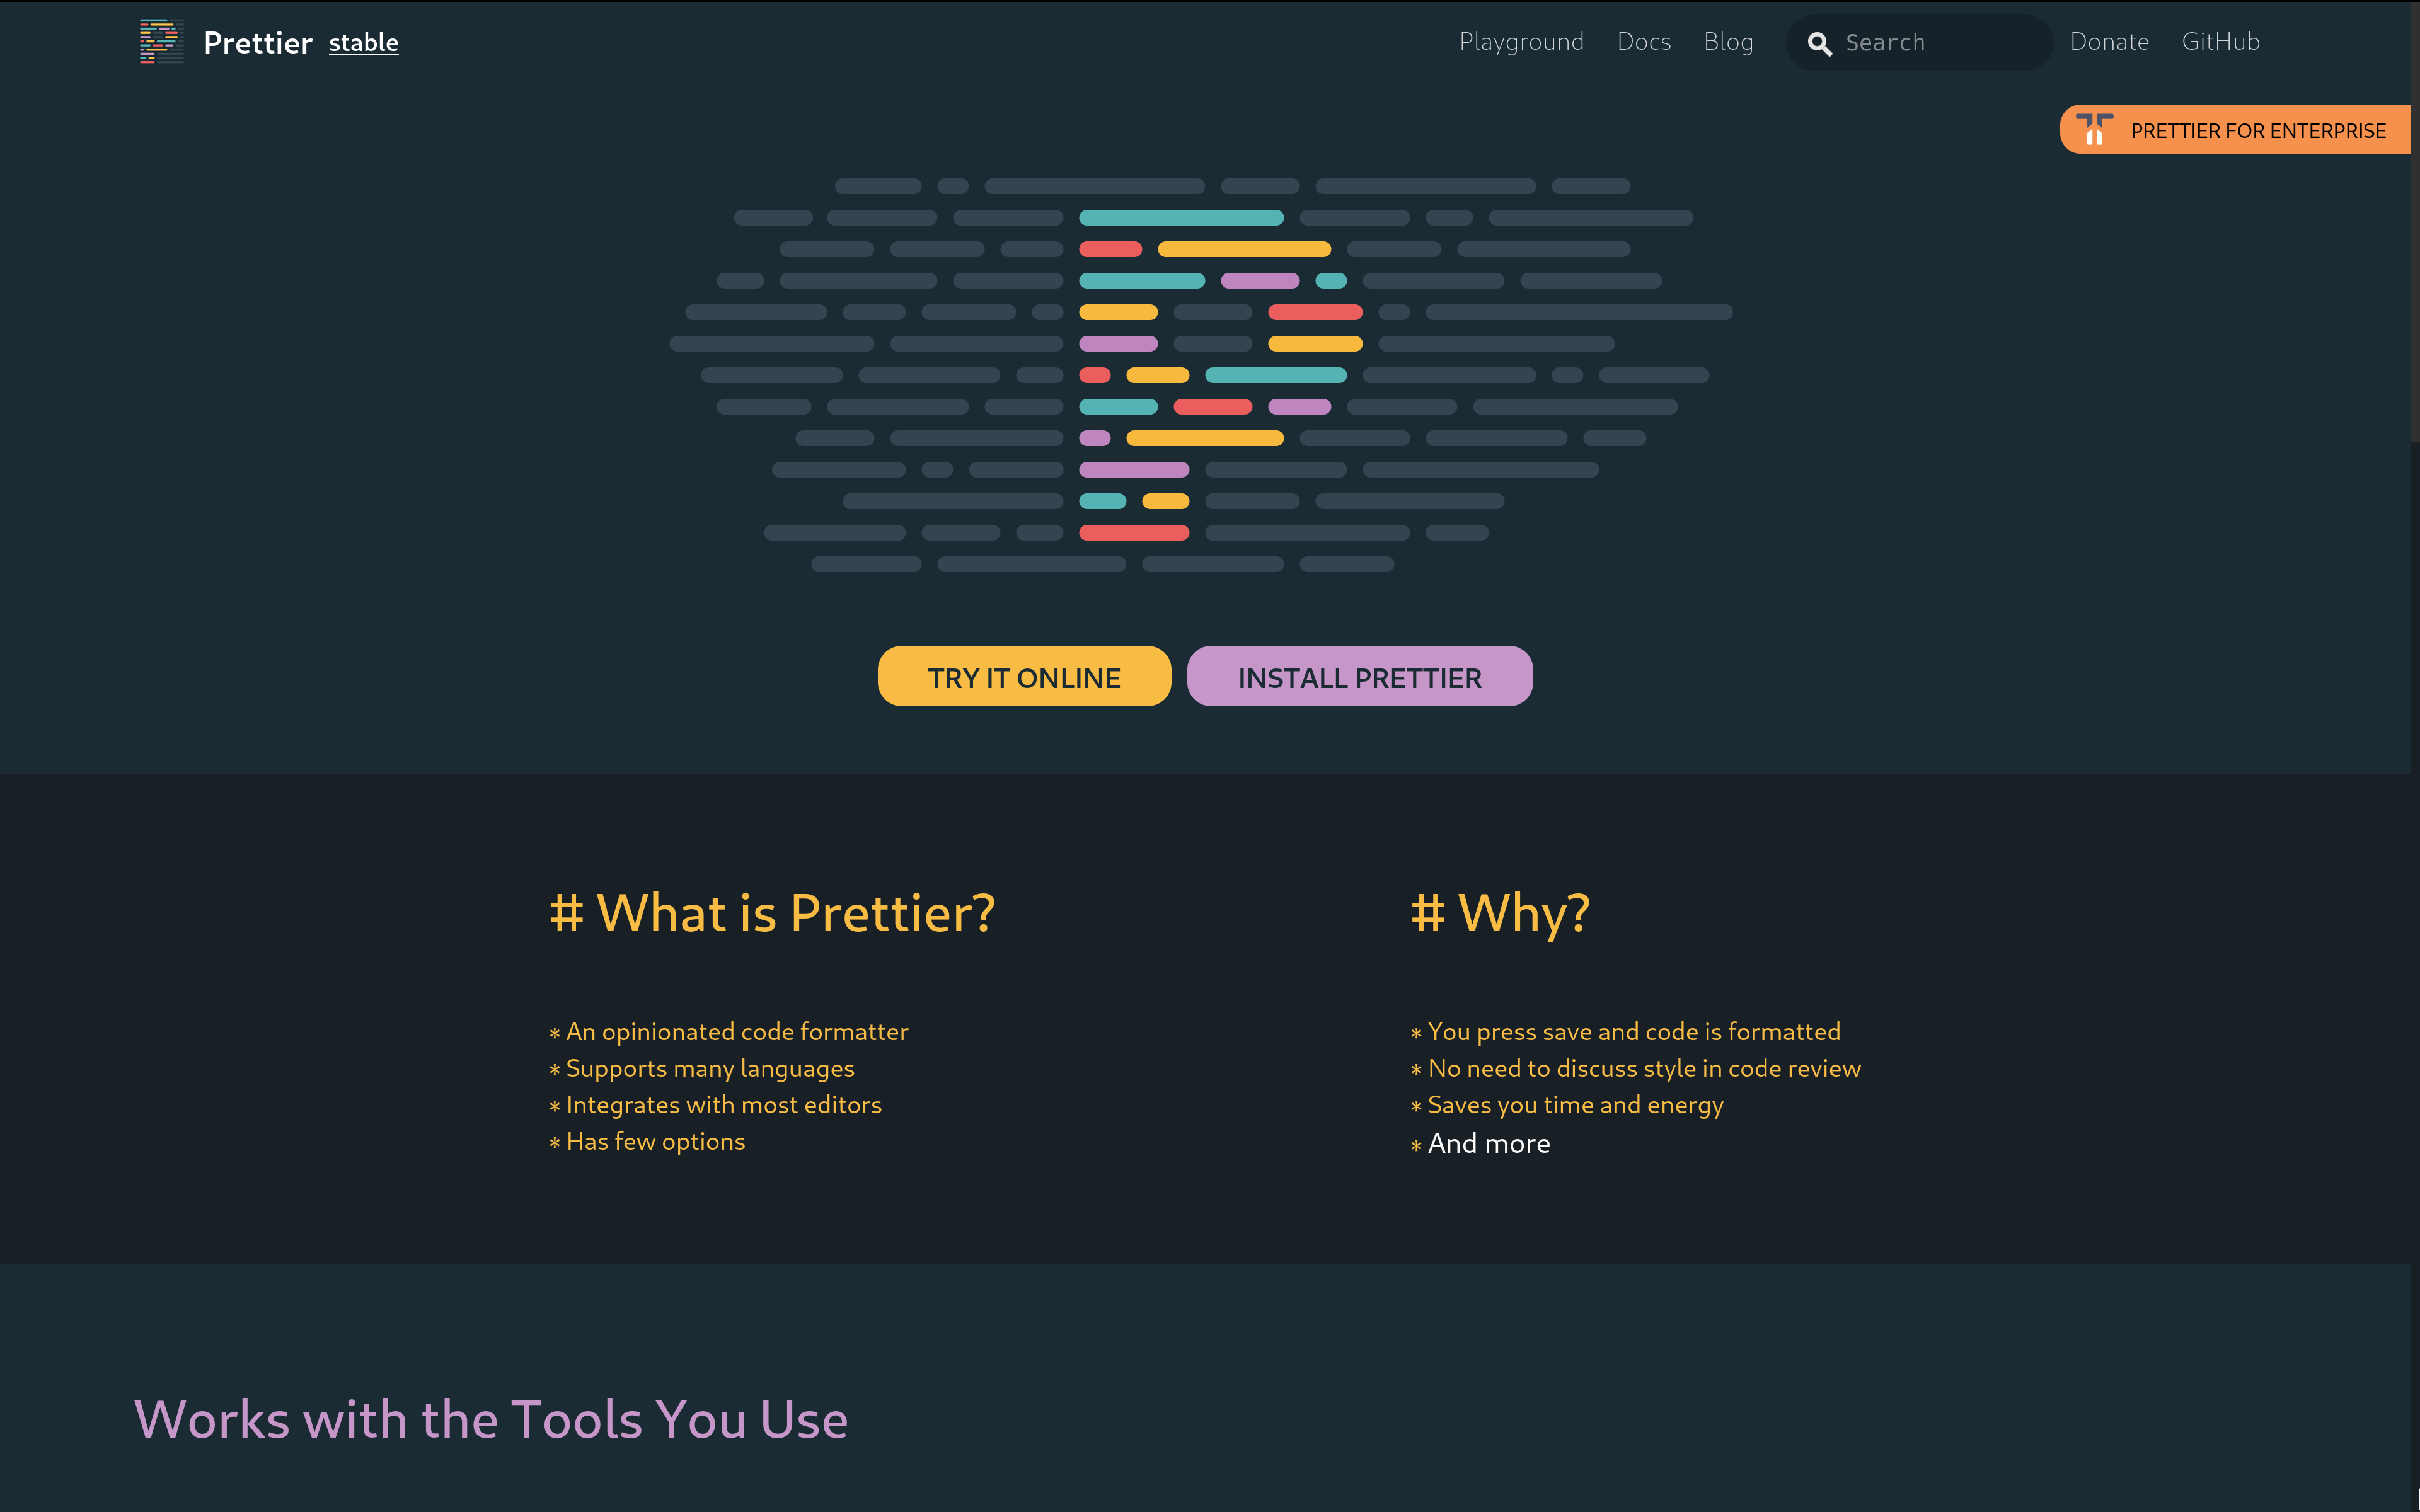 Prettier stable
Playground Docs Blog Search Donate GitHub
PRETTIER FOR ENTERPRISE
TRY IT ONLINE
INSTALL PRETTIER
# What is Prettier?
* An opinionated code formatter
* Supports many languages
* Integrates with most editors
* Has few options
# Why?
* You press save and code is formatted
* No need to discuss style in code review
* Saves you time and energy
* And more
Works with the Tools You Use